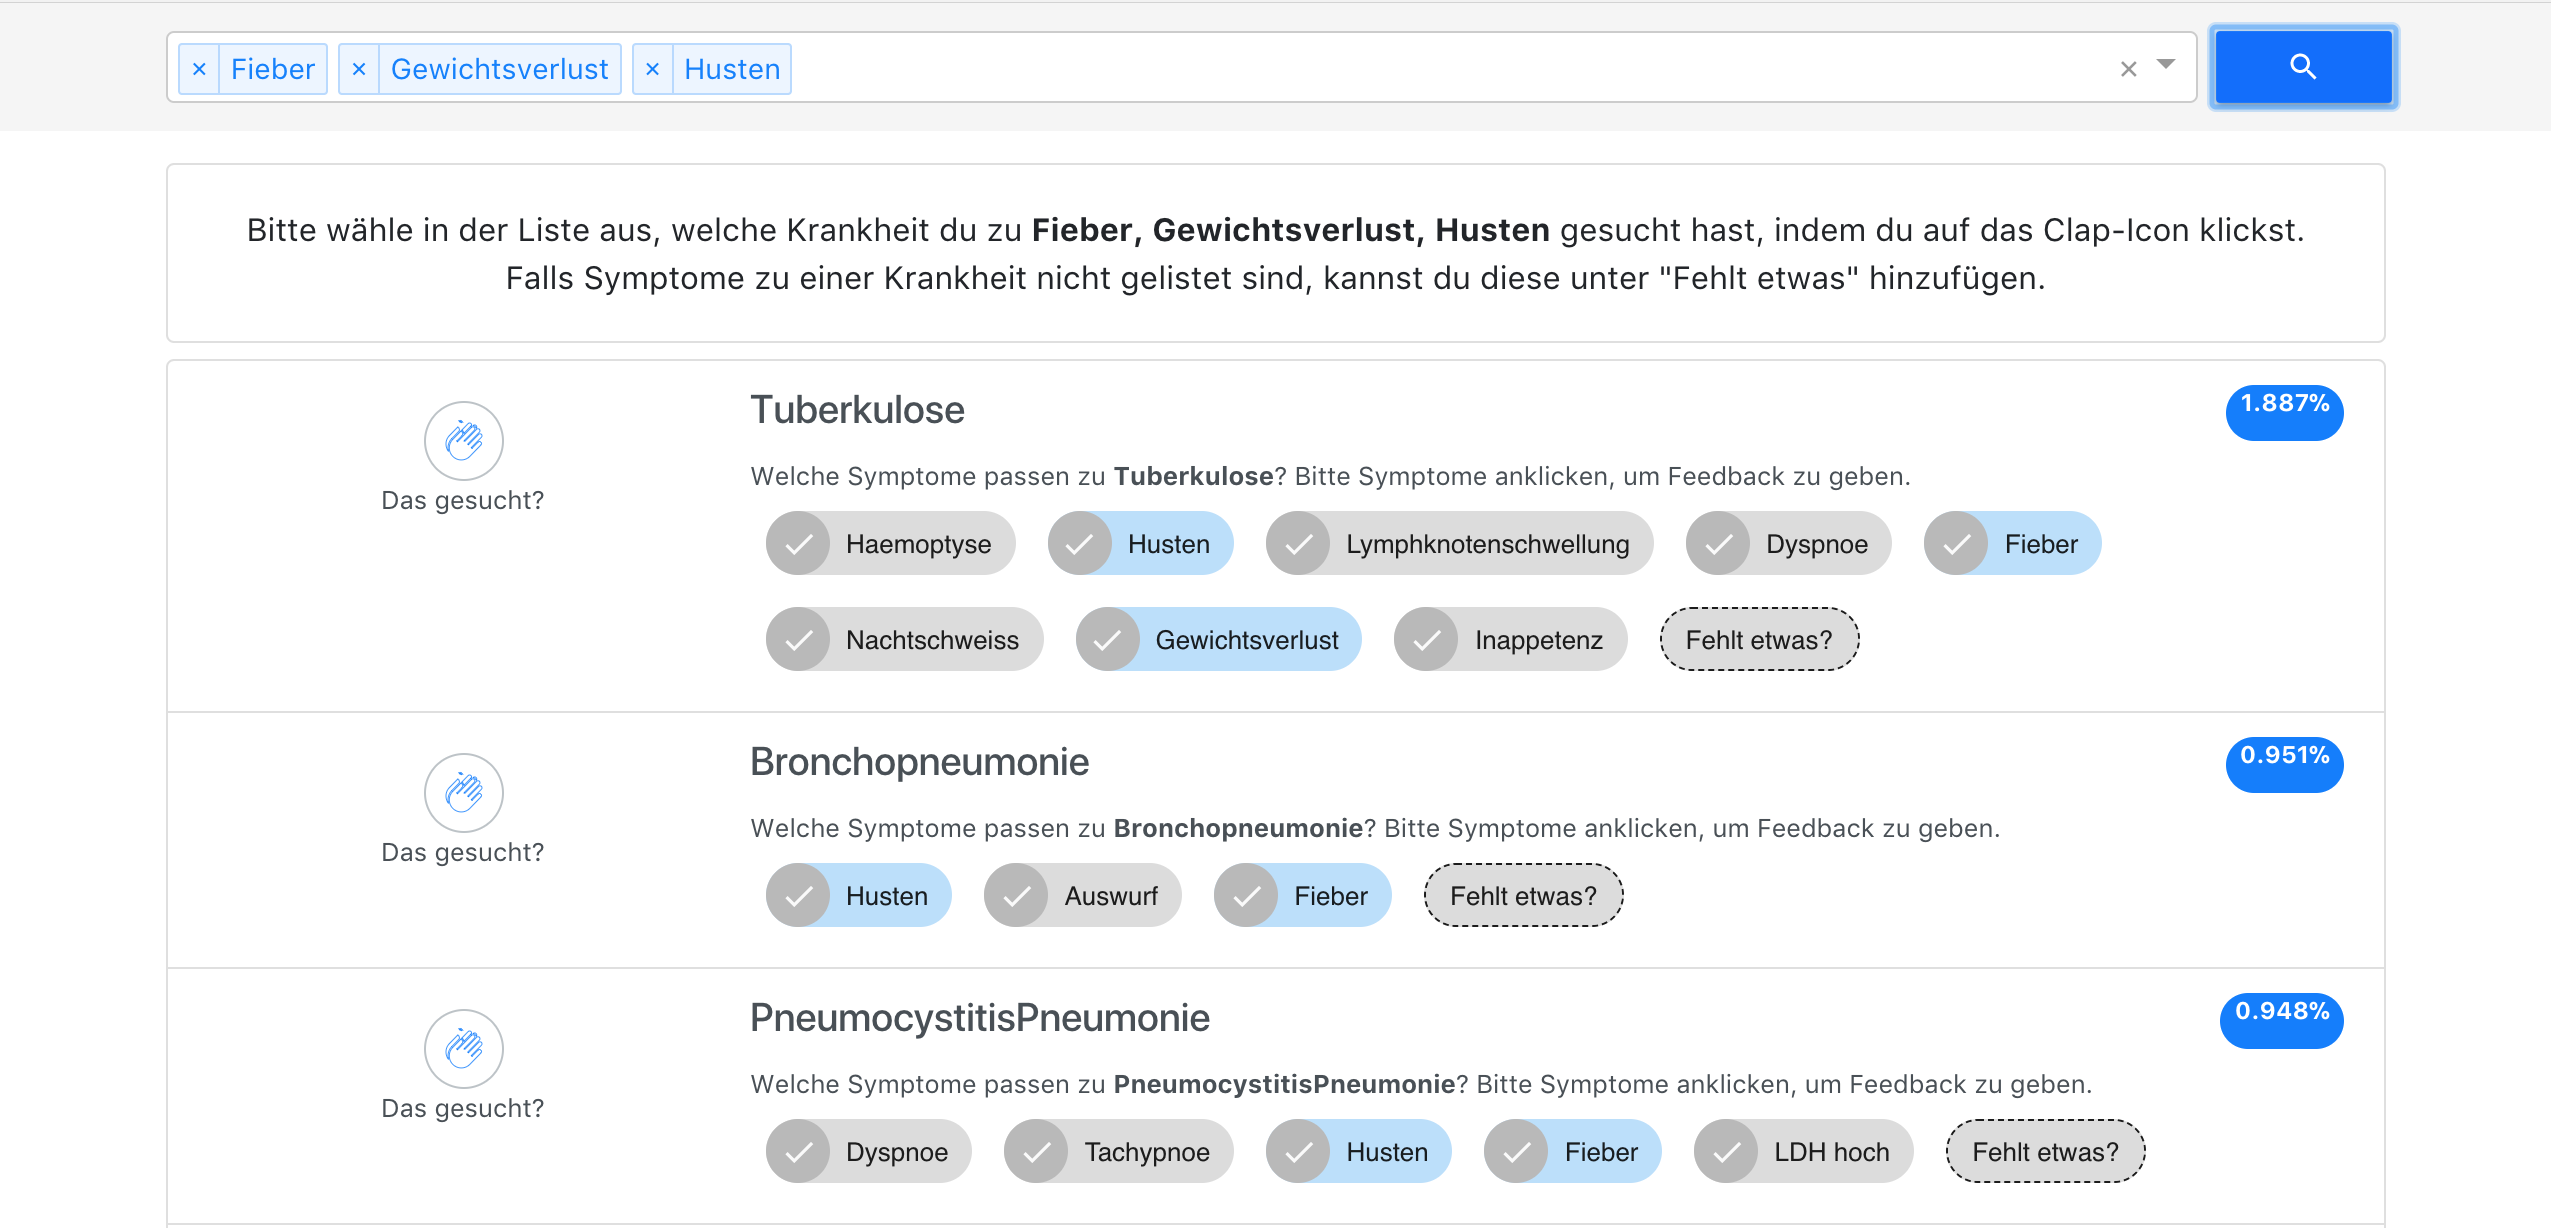 × Fieber × Gewichtsverlust × Husten ×
Bitte wähle in der Liste aus, welche Krankheit du zu Fieber, Gewichtsverlust, Husten gesucht hast, indem du auf das Clap-Icon klickst.
Falls Symptome zu einer Krankheit nicht gelistet sind, kannst du diese unter "Fehlt etwas" hinzufügen.
Tuberkulose
1.887%
Das gesucht?
Welche Symptome passen zu Tuberkulose? Bitte Symptome anklicken, um Feedback zu geben.
Haemoptyse Husten Lymphknotenschwellung Dyspnoe Fieber
Nachtschweiss Gewichtsverlust Inappetenz Fehlt etwas?
Bronchopneumonie
0.951%
Das gesucht?
Welche Symptome passen zu Bronchopneumonie? Bitte Symptome anklicken, um Feedback zu geben.
Husten Auswurf Fieber Fehlt etwas?
PneumocystitisPneumonie
0.948%
Das gesucht?
Welche Symptome passen zu PneumocystitisPneumonie? Bitte Symptome anklicken, um Feedback zu geben.
Dyspnoe Tachypnoe Husten Fieber LDH hoch Fehlt etwas?